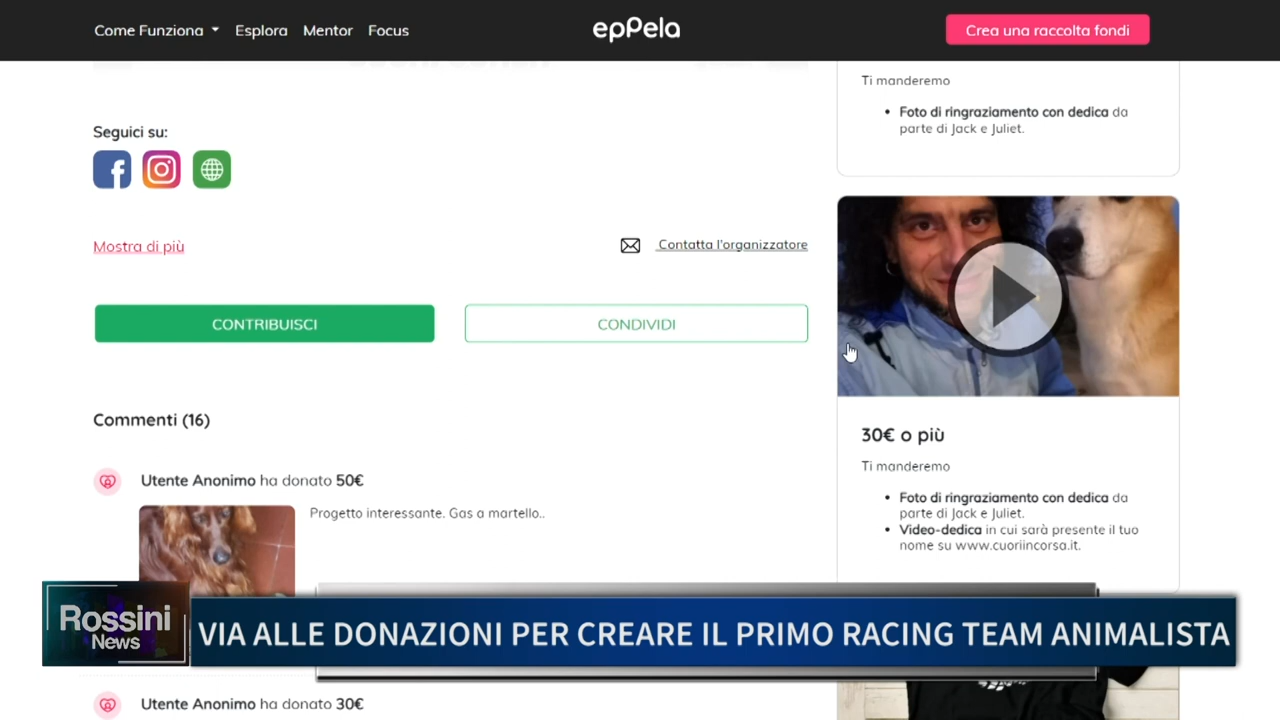 Come Funziona
Esplora
Mentor
Focus
eppela
Crea una raccolta fondi
Seguici su:
Mostra di più
Contatta l'organizzatore
CONTRIBUISCI
CONDIVIDI
Commenti (16)
Utente Anonimo ha donato 50€
Progetto interessante. Gas a martello..
Utente Anonimo ha donato 30€
Ti manderemo
Foto di ringraziamento con dedica da
parte di Jack e Juliet.
30€ o più
Ti manderemo
Foto di ringraziamento con dedica da
parte di Jack e Juliet.
Video-dedica in cui sarà presente il tuo
nome su www.cuoriincorsa.it.
Rossini
News
VIA ALLE DONAZIONI PER CREARE IL PRIMO RACING TEAM ANIMALISTA